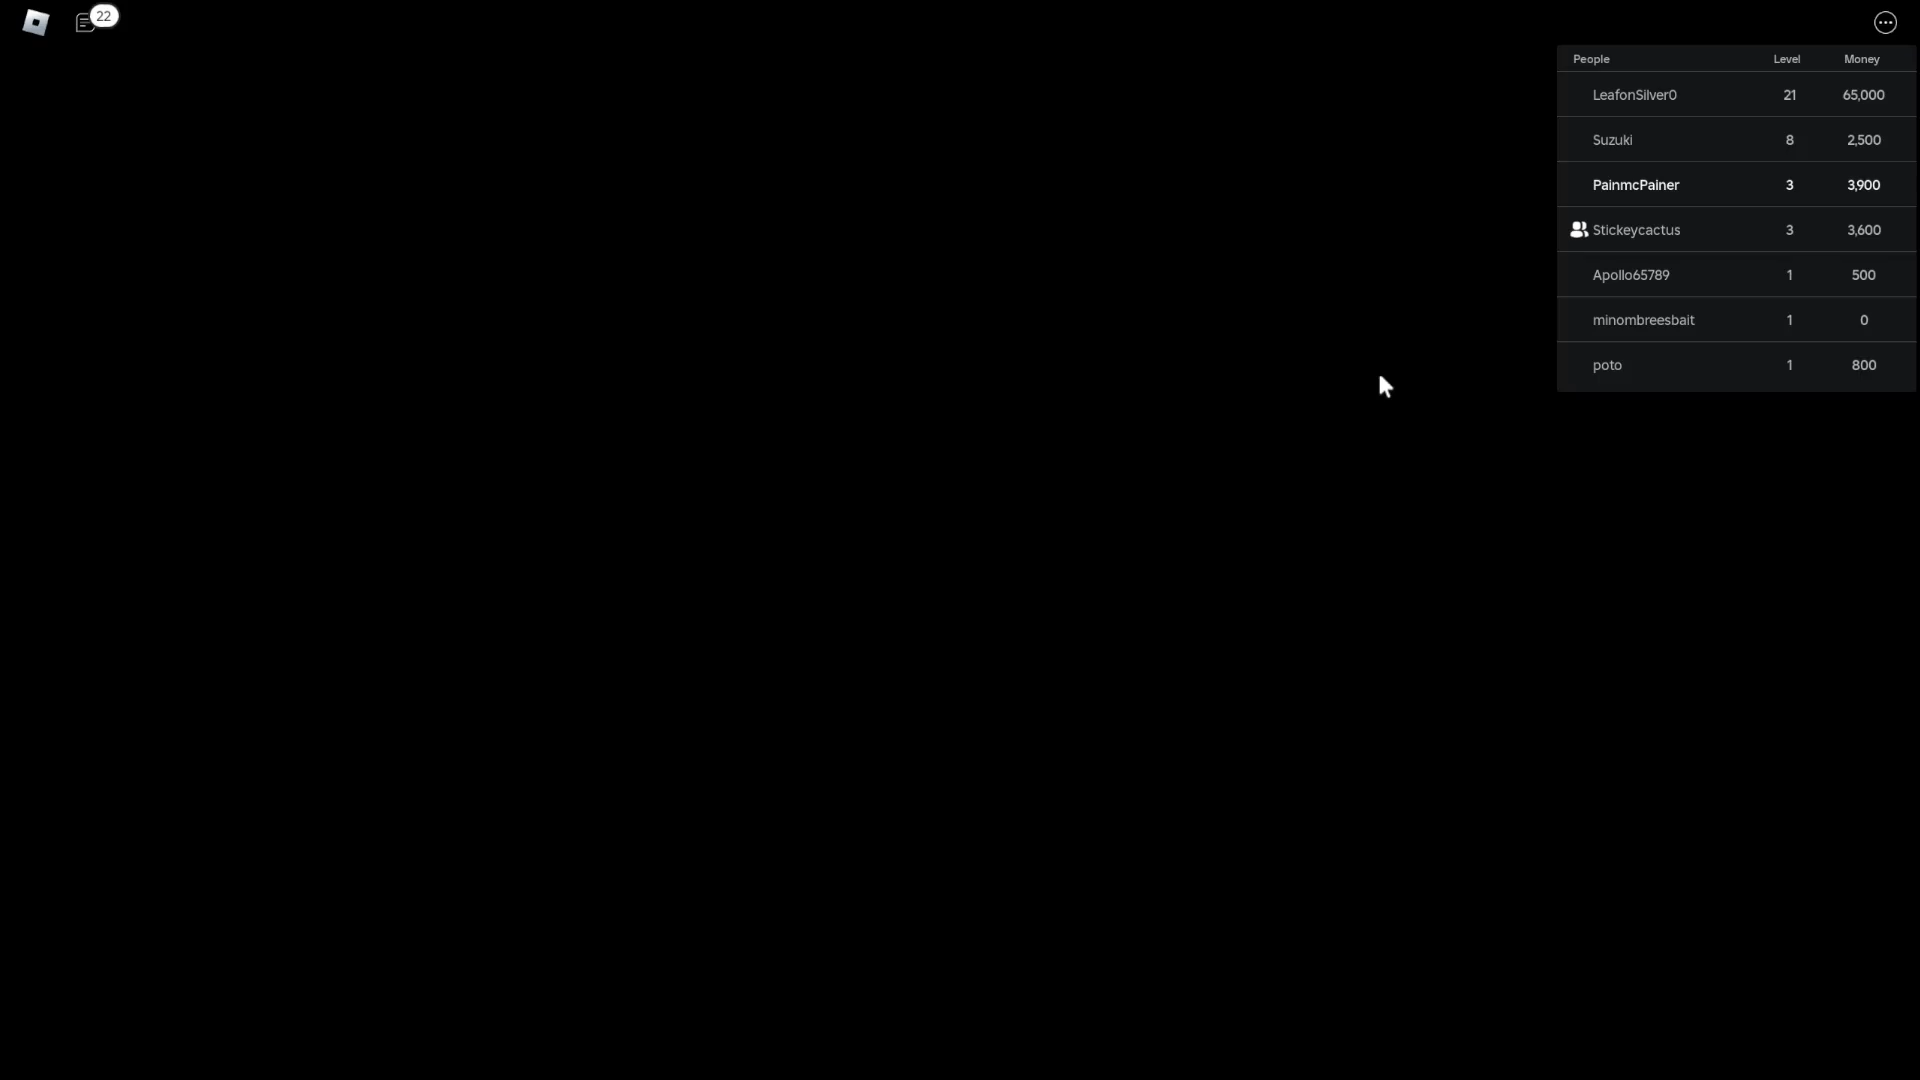 22
People Level Money
LeafonSilver0 21 65,000
Suzuki 8 2,500
PainmcPainer 3 3,900
Stickeycactus 3 3,600
Apollo65789 1 500
minombreesbait 1 0
poto 1 800